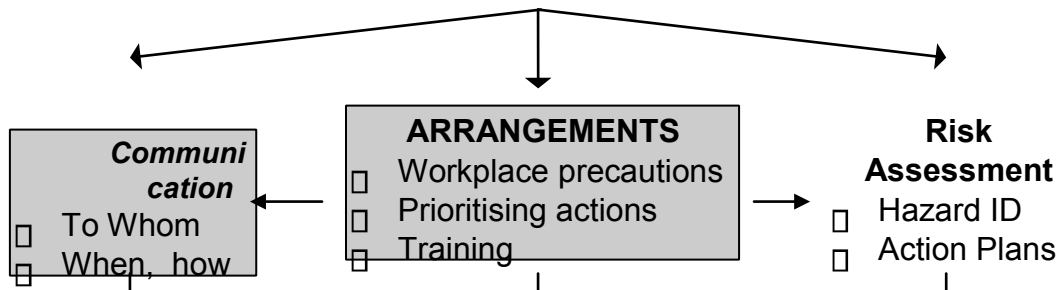 Communi
cation
To Whom
When, how
ARRANGEMENTS
Workplace precautions
Prioritising actions
Training
Risk
Assessment
Hazard ID
Action Plans